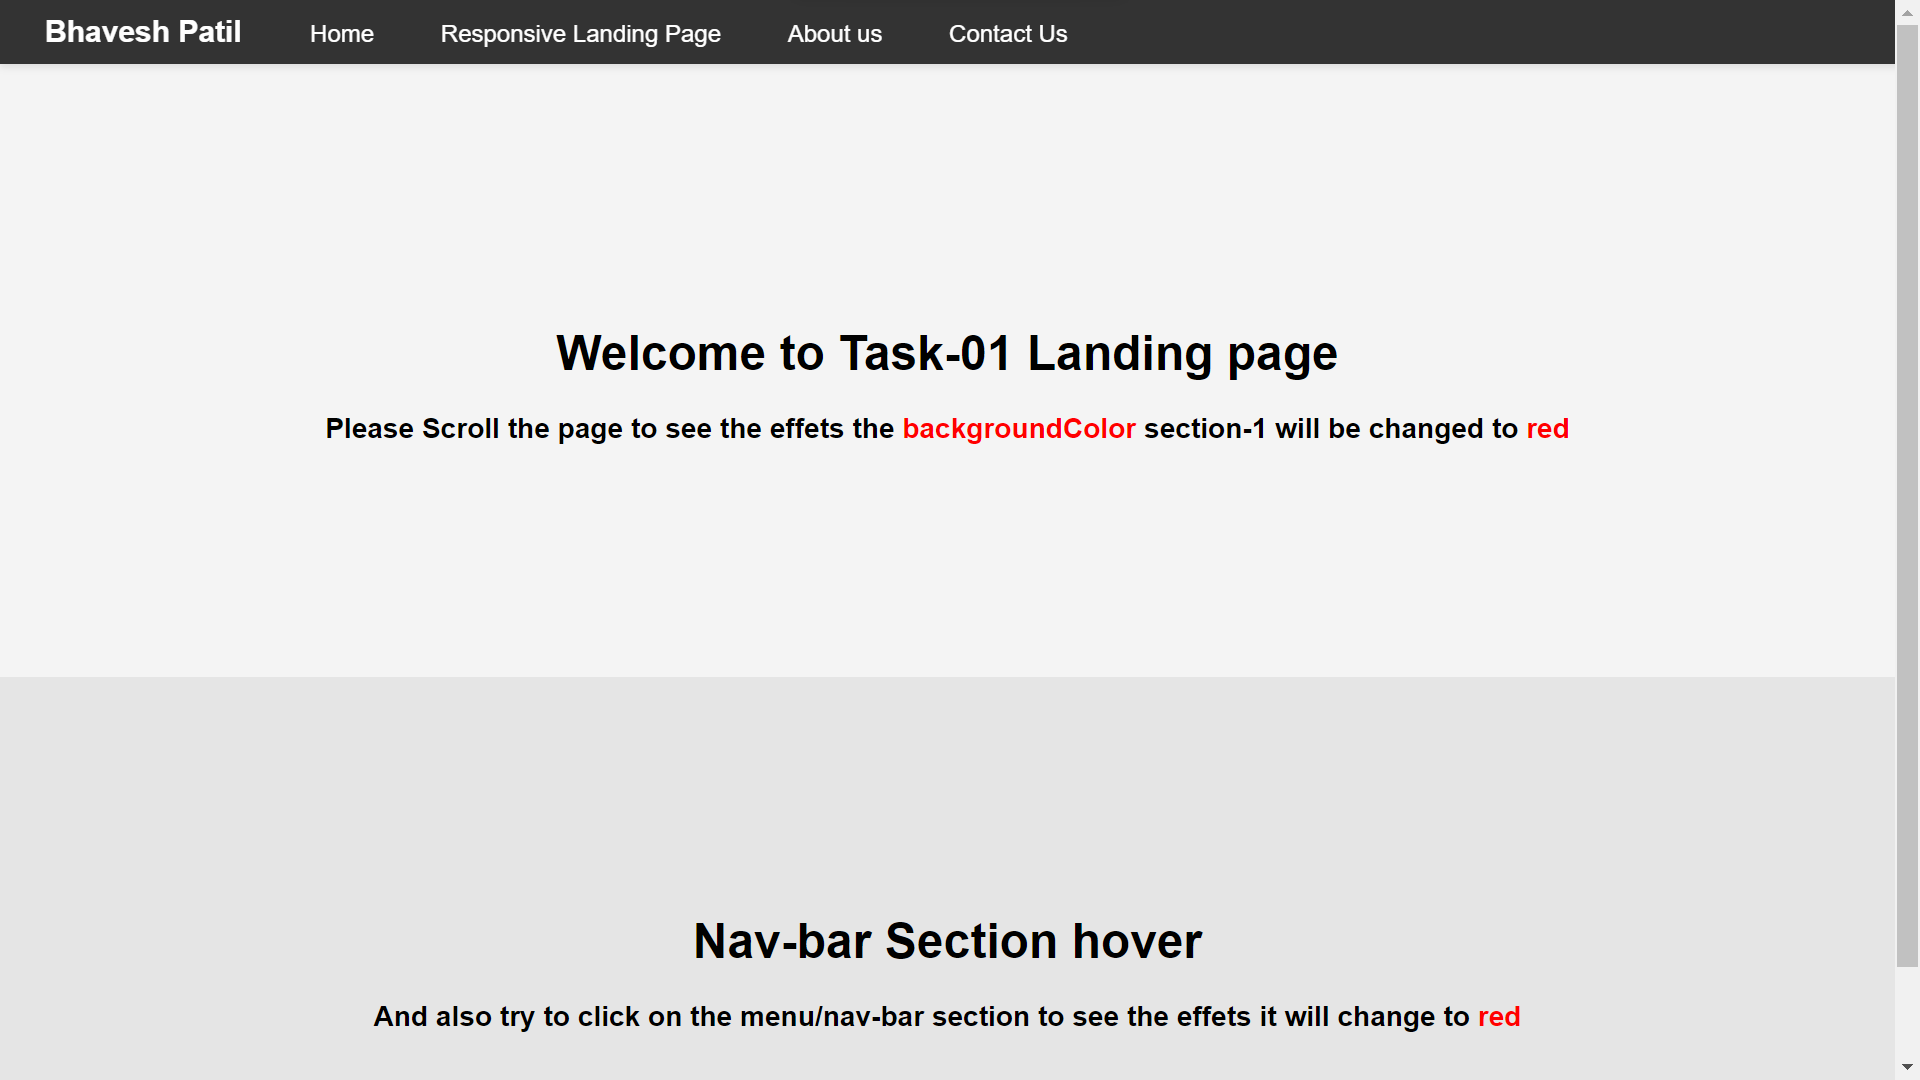 Bhavesh Patil Home Responsive Landing Page About us Contact Us
Welcome to Task-01 Landing page
Please Scroll the page to see the effets the backgroundColor section-1 will be changed to red
Nav-bar Section hover
And also try to click on the menu/nav-bar section to see the effets it will change to red